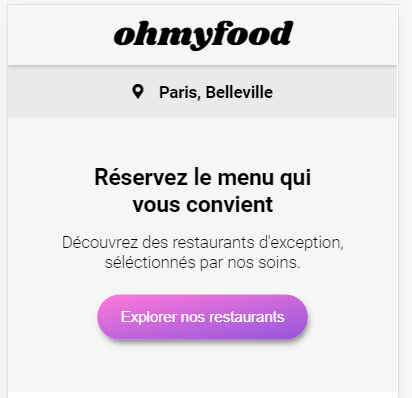 ohmyfood
Paris, Belleville
Réservez le menu qui
vous convient
Découvrez des restaurants d'exception,
séléctionnés par nos soins.
Explorer nos restaurants